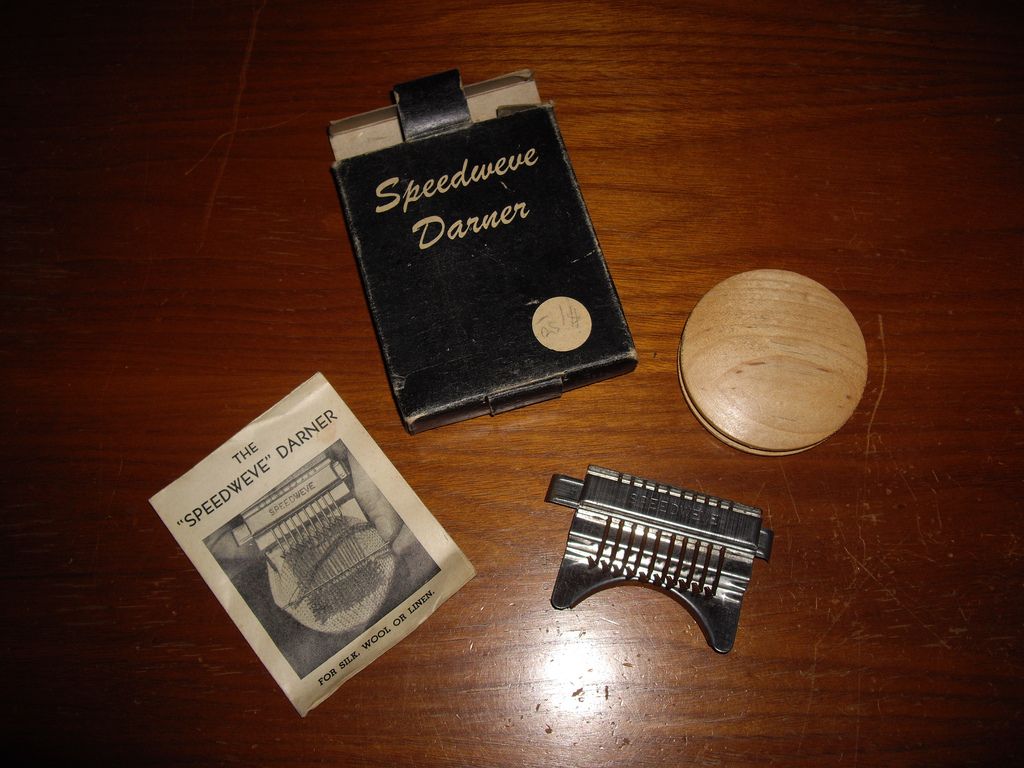 Speedweve
Darner
THE
"SPEEDWEVE" DARNER
SPEEDWEVE
FOR SILK, WOOL OR LINEN.
SPEEDWEVE